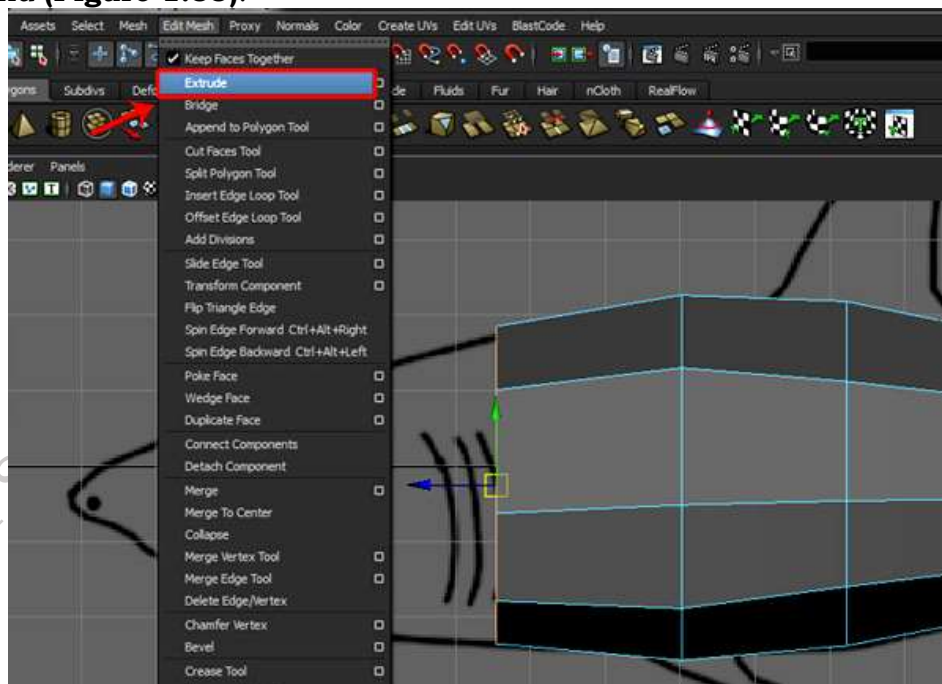 (Figure 1.
Assets Select Mesh Edit Mesh Proxy Normals Color Create UVs Edit UVs BlastCode Help
Subdivs Fluids Fur Hair nCloth RealFlow
Panels
Keep Faces Together
Extrude
Bridge
Append to Polygon Tool
Cut Faces Tool
Split Polygon Tool
Insert Edge Loop Tool
Offset Edge Loop Tool
Add Divisions
Slide Edge Tool
Transform Component
Flip Triangle Edge
Spin Edge Forward Ctrl+Alt+Right
Spin Edge Backward Ctrl+Alt+Left
Poke Face
Wedge Face
Duplicate Face
Connect Components
Detach Component
Merge
Merge To Center
Collapse
Merge Vertex Tool
Merge Edge Tool
Delete Edge/Vertex
Chamfer Vertex
Bevel
Crease Tool